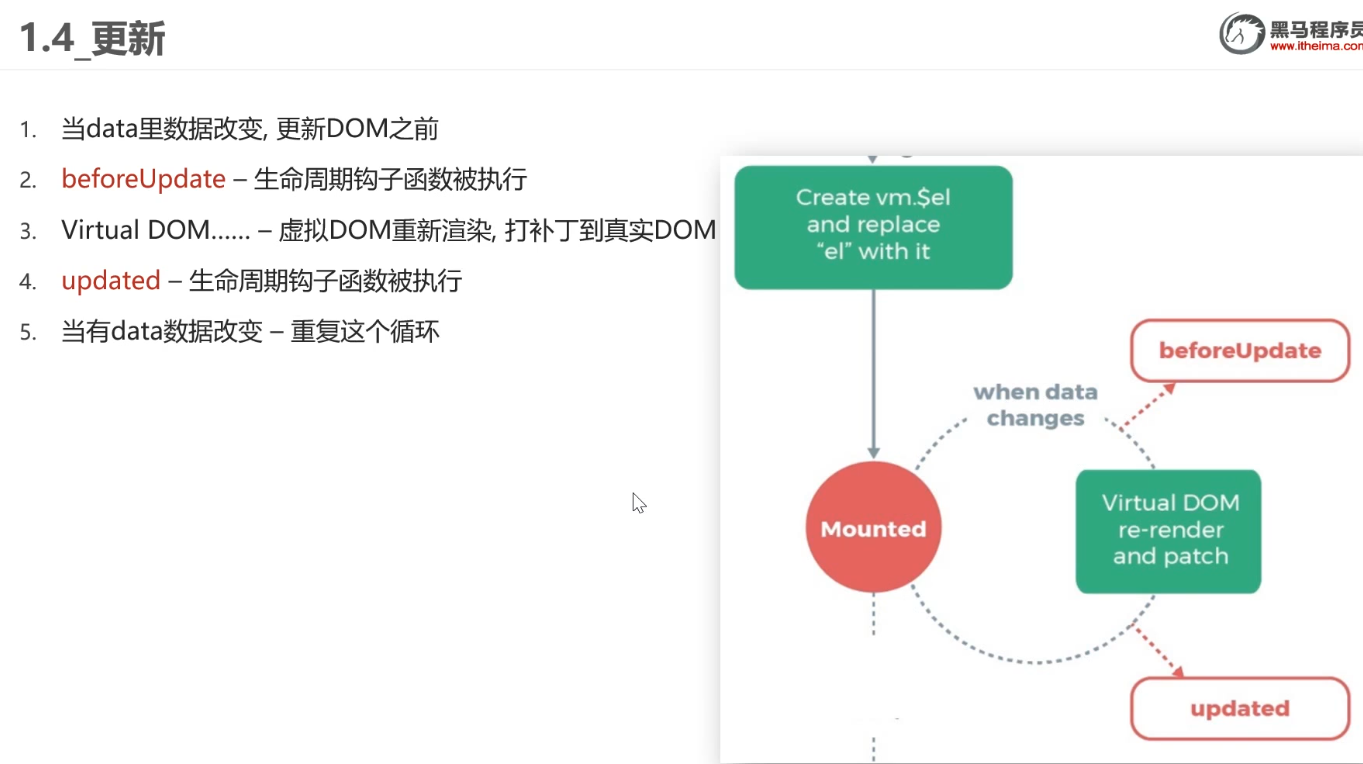 1.4_更新
黑马程序员
www.itheima.com
1. 当data里数据改变, 更新DOM之前
2. beforeUpdate – 生命周期钩子函数被执行
3. Virtual DOM…… – 虚拟DOM重新渲染, 打补丁到真实DOM
4. updated – 生命周期钩子函数被执行
5. 当有data数据改变 – 重复这个循环
Create vm.$el
and replace
“el” with it
beforeUpdate
when data
changes
Mounted
Virtual DOM
re-render
and patch
updated